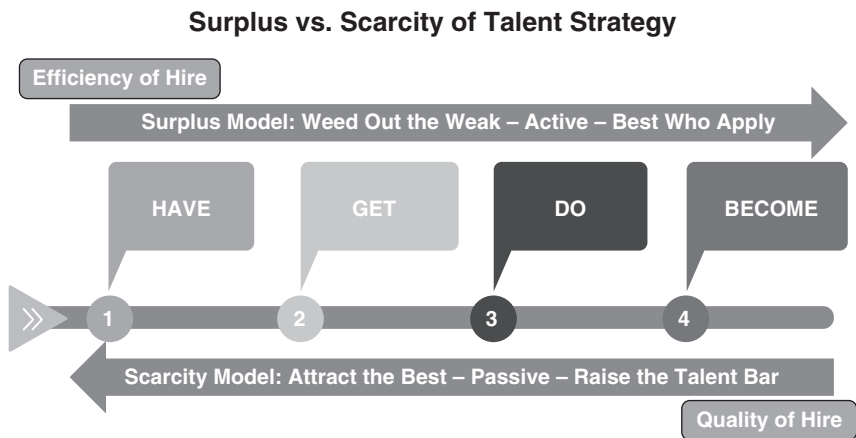 Surplus vs. Scarcity of Talent Strategy
Efficiency of Hire
Surplus Model: Weed Out the Weak – Active – Best Who Apply
HAVE
GET
DO
BECOME
1
2
3
4
Scarcity Model: Attract the Best – Passive – Raise the Talent Bar
Quality of Hire